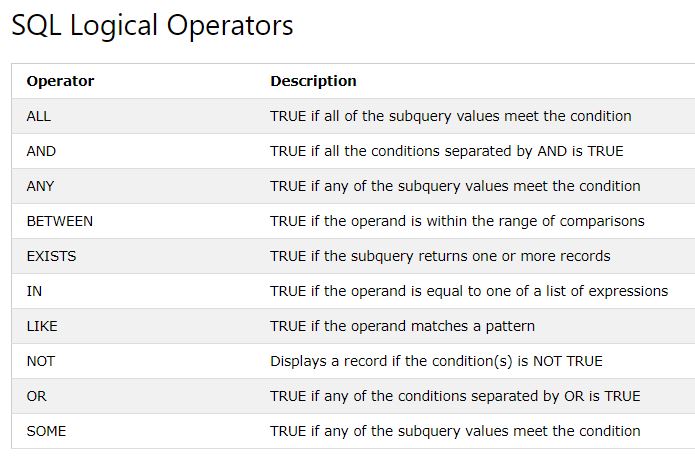 SQL Logical Operators
Operator Description
ALL TRUE if all of the subquery values meet the condition
AND TRUE if all the conditions separated by AND is TRUE
ANY TRUE if any of the subquery values meet the condition
BETWEEN TRUE if the operand is within the range of comparisons
EXISTS TRUE if the subquery returns one or more records
IN TRUE if the operand is equal to one of a list of expressions
LIKE TRUE if the operand matches a pattern
NOT Displays a record if the condition(s) is NOT TRUE
OR TRUE if any of the conditions separated by OR is TRUE
SOME TRUE if any of the subquery values meet the condition